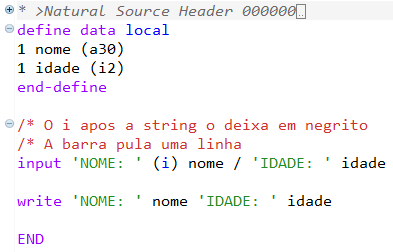 * >Natural Source Header 000000
define data local
1 nome (a30)
1 idade (i2)
end-define
/* O i apos a string o deixa em negrito
/* A barra pula uma linha
input 'NOME: ' (i) nome / 'IDADE: ' idade
write 'NOME: ' nome 'IDADE: ' idade
END